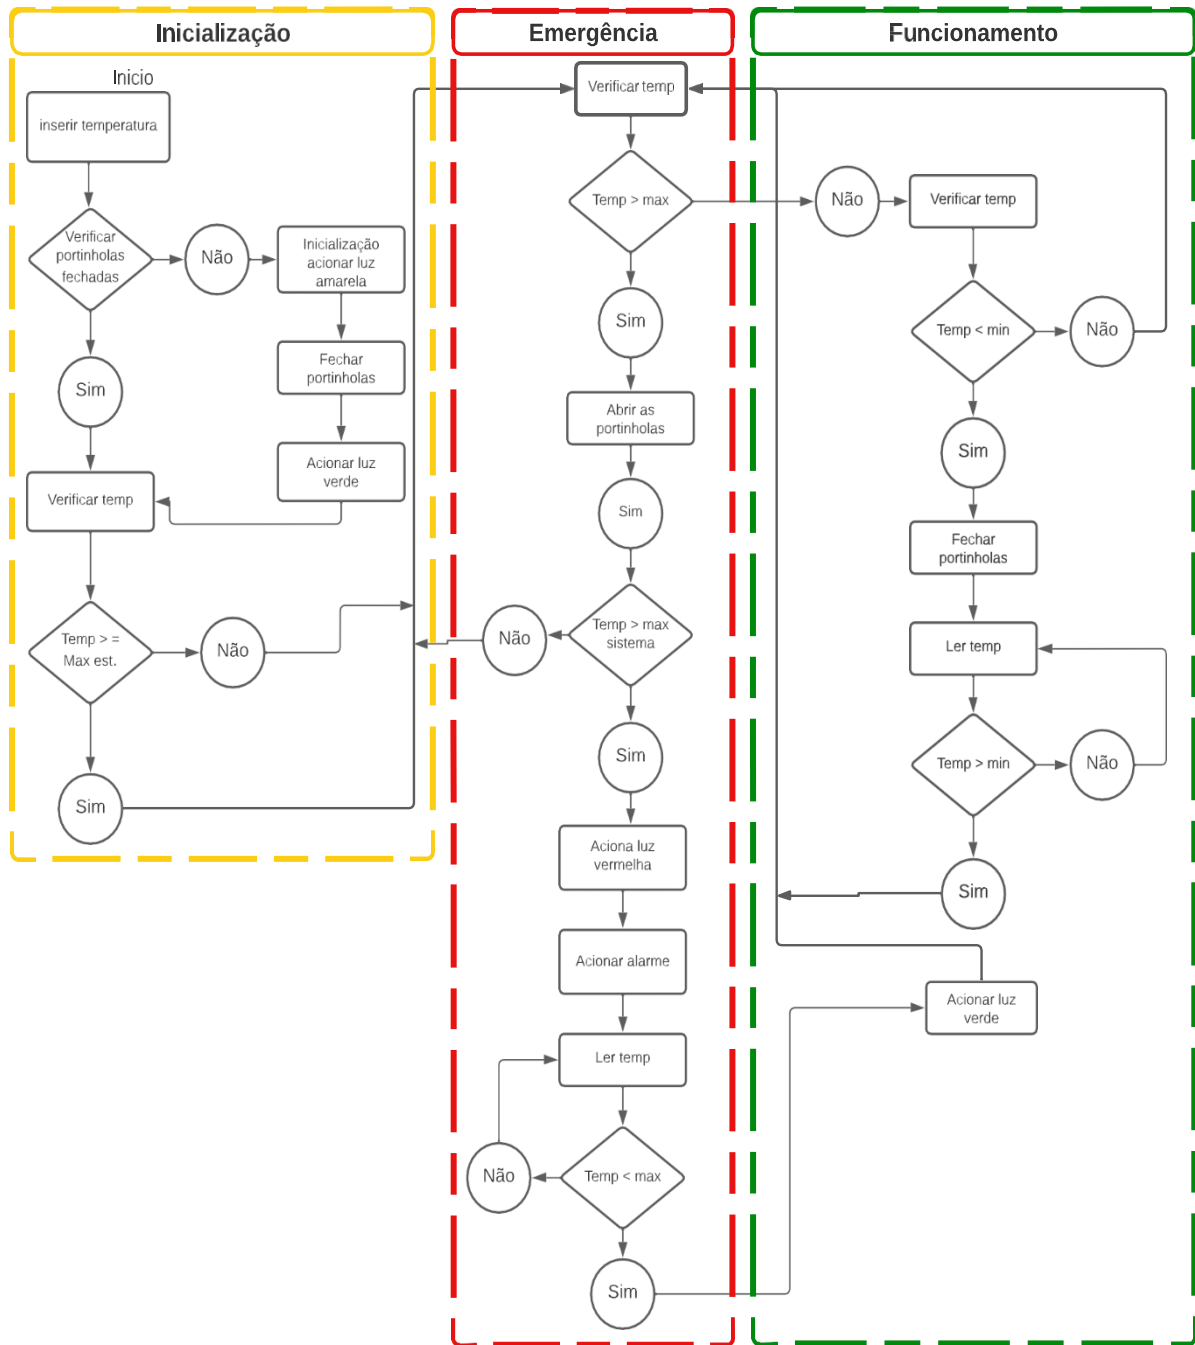 Inicialização
Inicio
inserir temperatura
Verificar
portinholas
fechadas
Não
Inicialização
acionar luz
amarela
Fechar
portinholas
Acionar luz
verde
Sim
Verificar temp
Temp > =
Max est.
Não
Sim
Emergência
Verificar temp
Temp > max
Sim
Abrir as
portinholas
Sim
Temp > max
sistema
Não
Sim
Aciona luz
vermelha
Acionar alarme
Ler temp
Temp < max
Não
Sim
Funcionamento
Não
Verificar temp
Temp < min
Não
Sim
Fechar
portinholas
Ler temp
Temp > min
Não
Sim
Acionar luz
verde